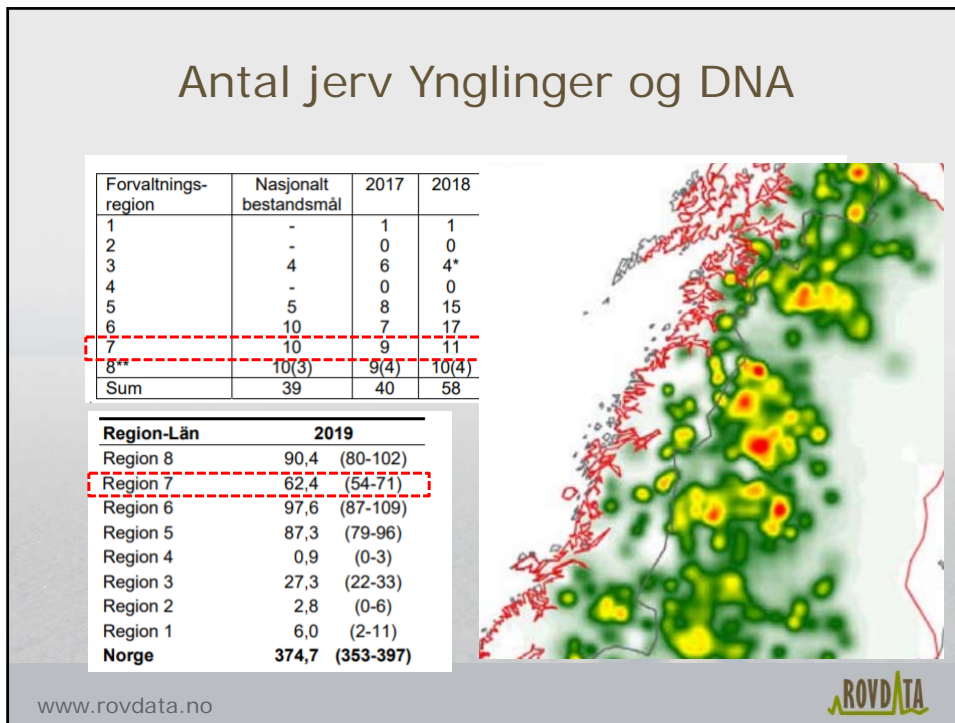 Antal jerv Ynglinger og DNA
Forvaltnings- region Nasjonalt bestandsmål 2017 2018
1 - 1 1
2 - 0 0
3 4 6 4*
4 - 0 0
5 5 8 15
6 10 7 17
7 10 9 11
8** 10(3) 9(4) 10(4)
Sum 39 40 58
Region-Län 2019
Region 8 90,4 (80-102)
Region 7 62,4 (54-71)
Region 6 97,6 (87-109)
Region 5 87,3 (79-96)
Region 4 0,9 (0-3)
Region 3 27,3 (22-33)
Region 2 2,8 (0-6)
Region 1 6,0 (2-11)
Norge 374,7 (353-397)
www.rovdata.no
ROVDATA